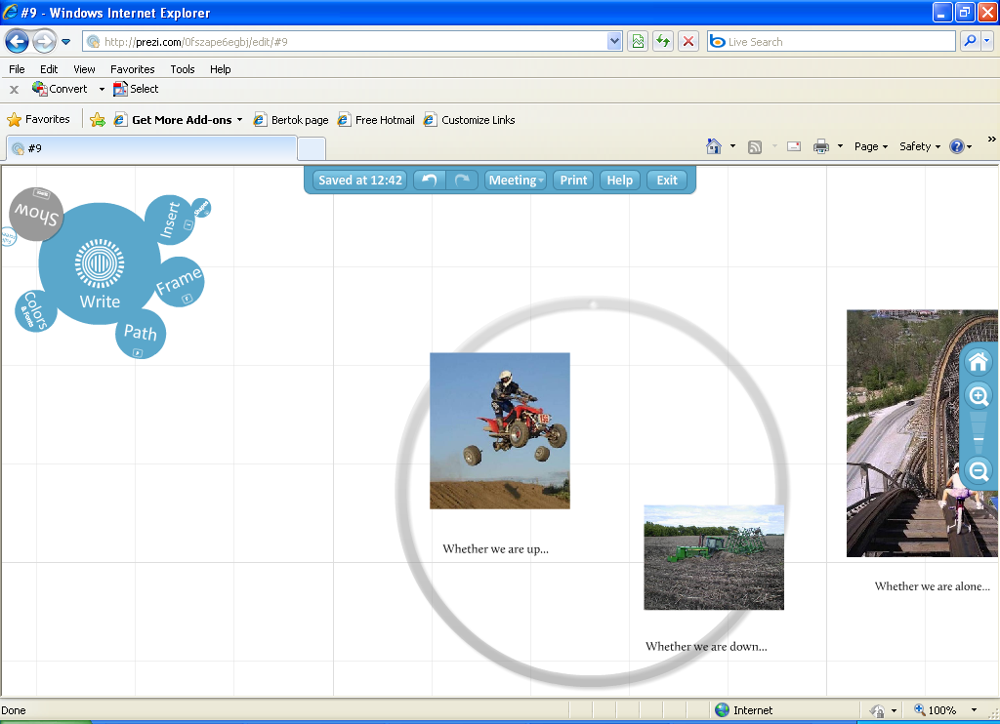 #9 - Windows Internet Explorer
http://prezi.com/0fszape6egbj/edit/#9
Live Search
File Edit View Favorites Tools Help
x Convert Select
Favorites Get More Add-ons Bertok page Free Hotmail Customize Links
#9
Page Safety »
Saved at 12:42 Meeting Print Help Exit
Show
Insert
Shapes
Frame
F
Write
Colors
& Fonts
Path
Whether we are up...
Whether we are alone...
Whether we are down...
Done Internet 100%